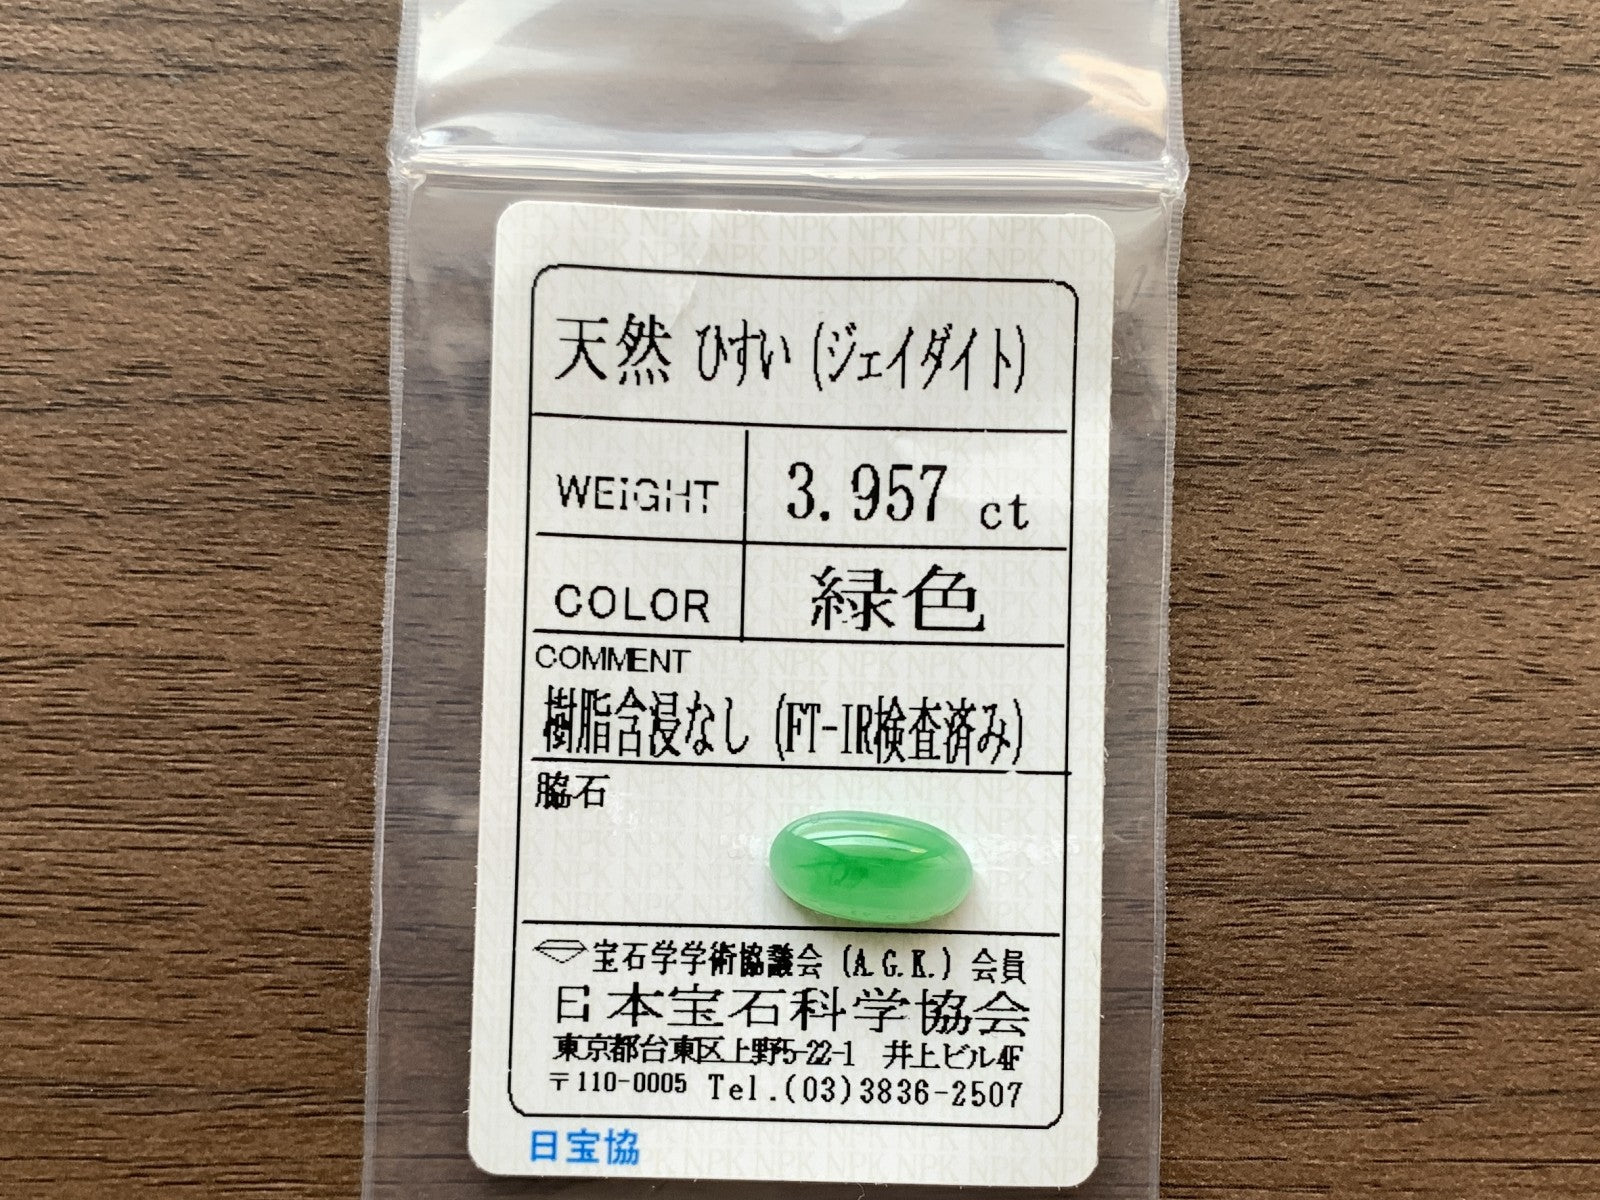 天然 ひすい (ジェイダイト)
WEIGHT 3.957 ct
COLOR 緑色
COMMENT
樹脂含浸なし (FT-IR検査済み)
脇石
宝石学学術協議会 (A.G.K.) 会員
日本宝石科学協会
東京都台東区上野5-22-1 井上ビル4F
〒110-0005 Tel.(03)3836-2507
日宝協